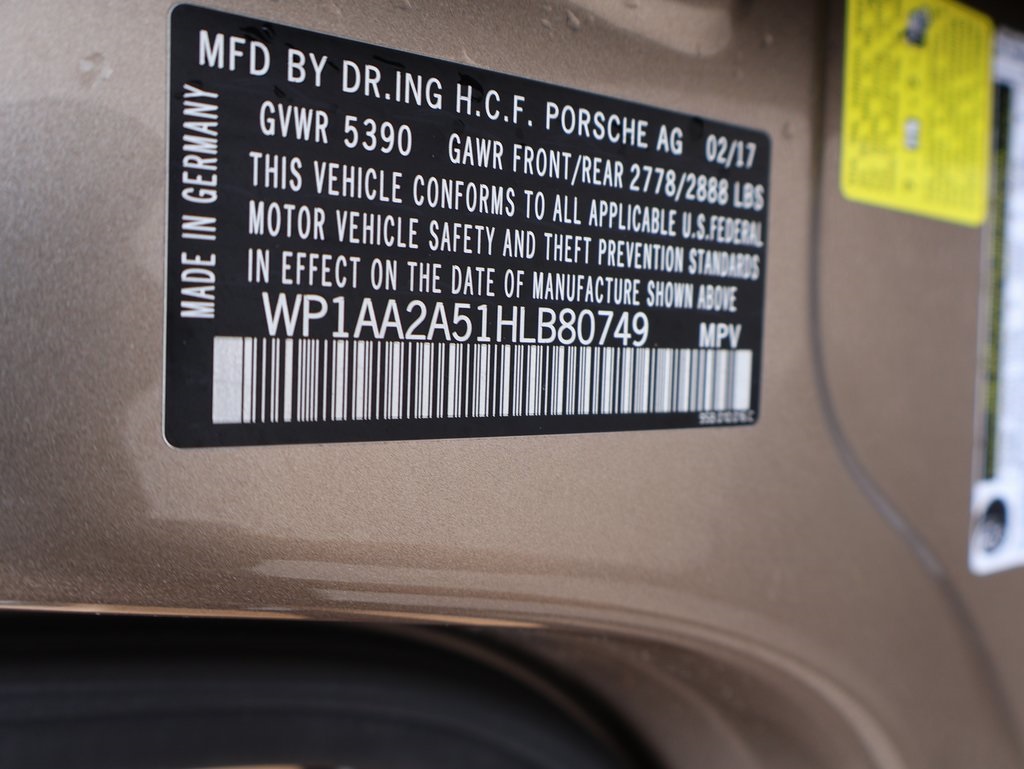 MFD BY DR.ING H.C.F. PORSCHE AG 02/17
GVWR 5390 GAWR FRONT/REAR 2778/2888 LBS
THIS VEHICLE CONFORMS TO ALL APPLICABLE U.S.FEDERAL
MOTOR VEHICLE SAFETY AND THEFT PREVENTION STANDARDS
IN EFFECT ON THE DATE OF MANUFACTURE SHOWN ABOVE
WP1AA2A51HLB80749 MPV
MADE IN GERMANY